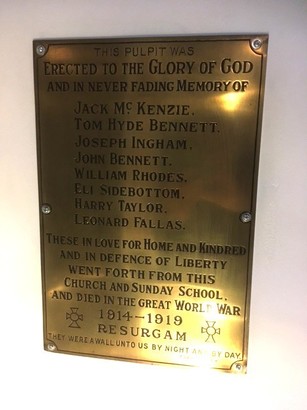 THIS PULPIT WAS
ERECTED TO THE GLORY OF GOD
AND IN NEVER FADING MEMORY OF
JACK Mc KENZIE.
TOM HYDE BENNETT.
JOSEPH INGHAM.
JOHN BENNETT.
WILLIAM RHODES.
ELI SIDEBOTTOM.
HARRY TAYLOR.
LEONARD FALLAS.
THESE IN LOVE FOR HOME AND KINDRED
AND IN DEFENCE OF LIBERTY
WENT FORTH FROM THIS
CHURCH AND SUNDAY SCHOOL.
AND DIED IN THE GREAT WORLD WAR
1914-1919
RESURGAM
THEY WERE A WALL UNTO US BY NIGHT AND BY DAY